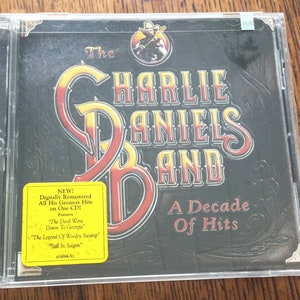 The
CHARLIE
DANIELS
BAND
A Decade
Of Hits
NEW!
Digitally Remastered
All His Greatest Hits
on One CD!
Features
"The Devil Went
Down To Georgia"
"The Legend Of Wooley Swamp"
"Still In Saigon"